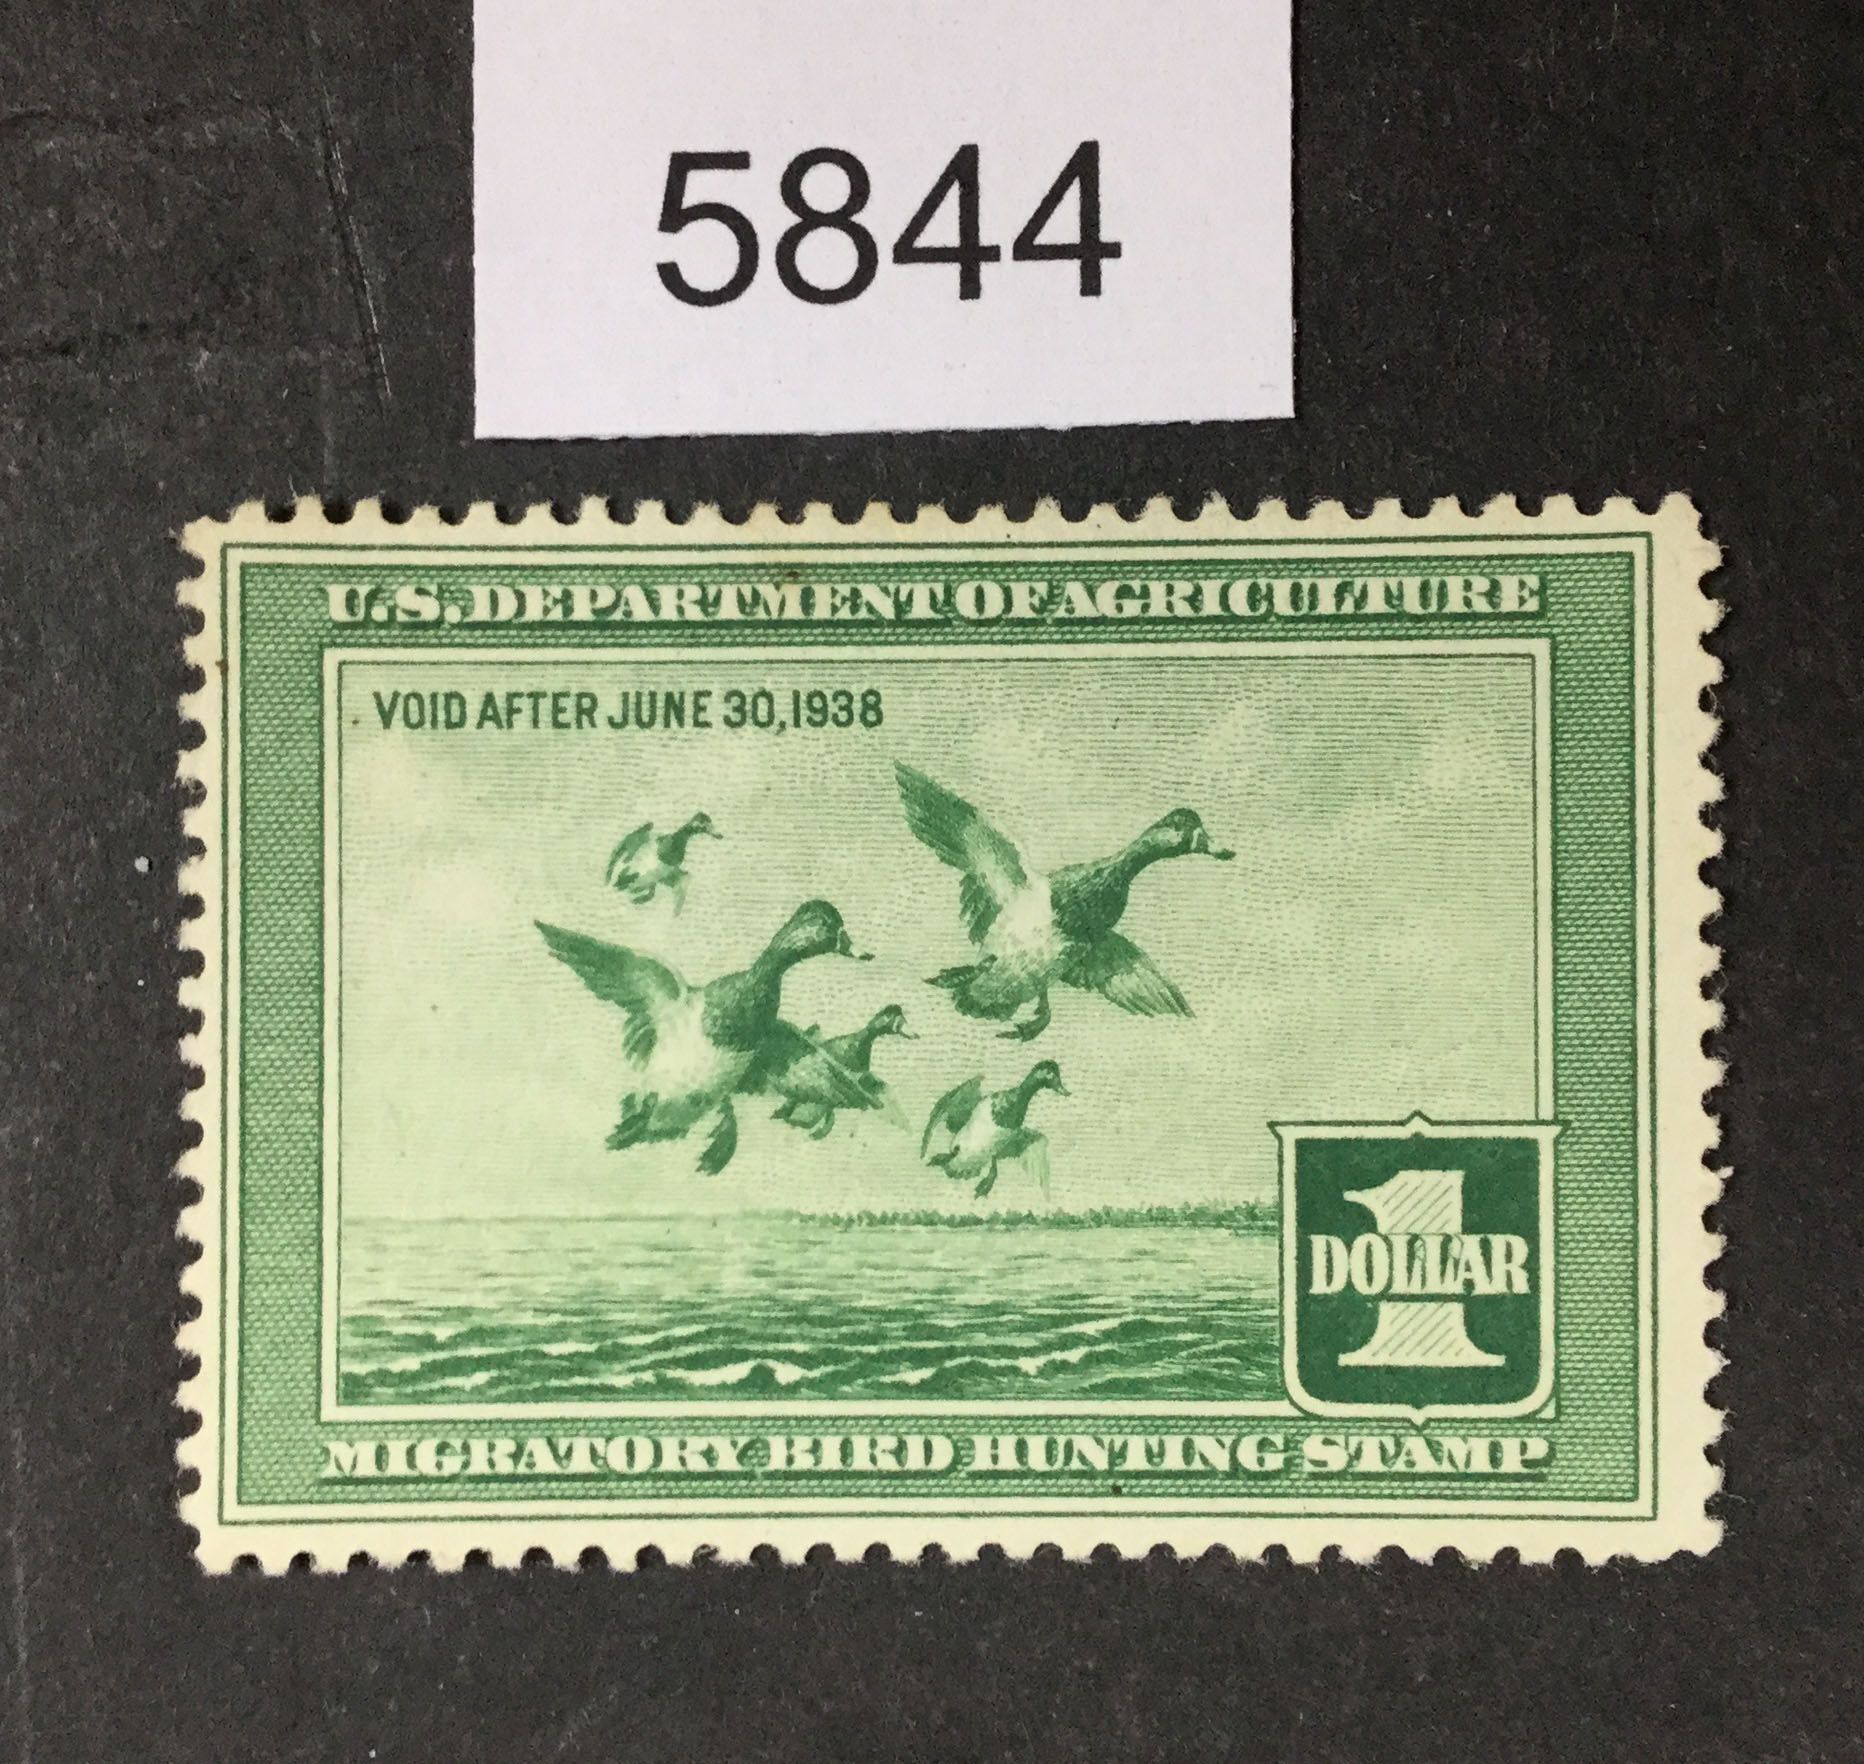 5844
U.S. DEPARTMENT OF AGRICULTURE
VOID AFTER JUNE 30, 1938
1
DOLLAR
MIGRATORY BIRD HUNTING STAMP